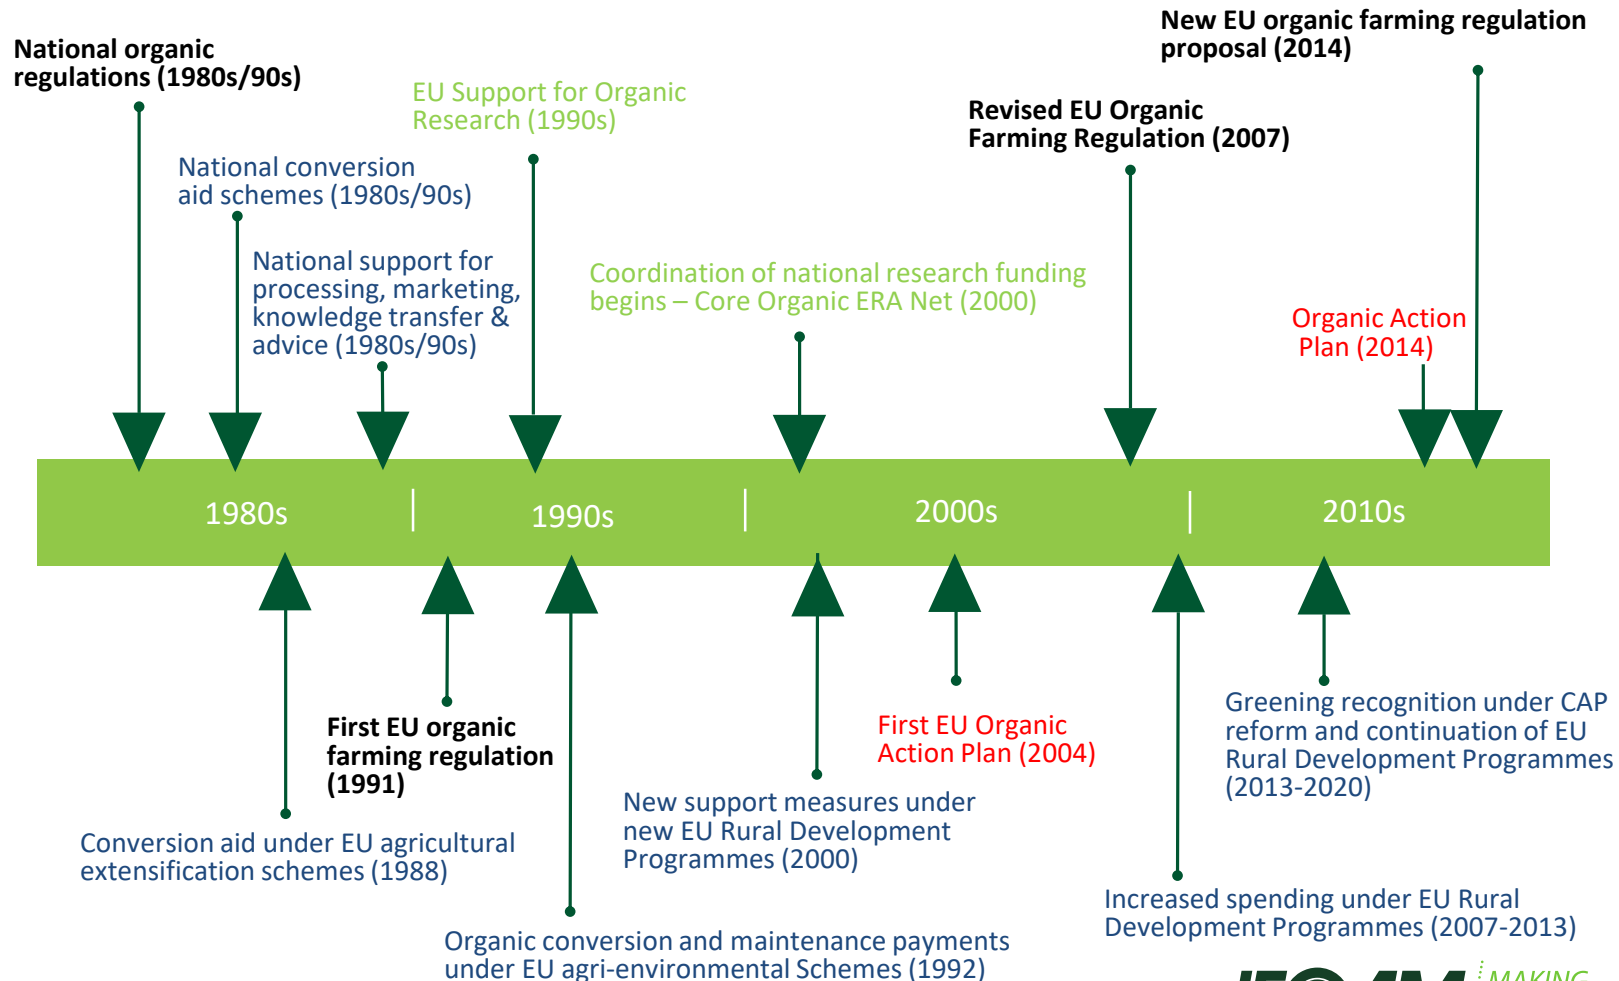 New EU organic farming regulation
proposal (2014)
National organic
regulations (1980s/90s)
EU Support for Organic
Research (1990s)
Revised EU Organic
Farming Regulation (2007)
National conversion
aid schemes (1980s/90s)
National support for
processing, marketing,
knowledge transfer &
advice (1980s/90s)
Coordination of national research funding
begins – Core Organic ERA Net (2000)
Organic Action
Plan (2014)
1980s
1990s
2000s
2010s
First EU organic
farming regulation
(1991)
First EU Organic
Action Plan (2004)
Greening recognition under CAP
reform and continuation of EU
Rural Development Programmes
(2013-2020)
New support measures under
new EU Rural Development
Programmes (2000)
Conversion aid under EU agricultural
extensification schemes (1988)
Increased spending under EU Rural
Development Programmes (2007-2013)
Organic conversion and maintenance payments
under EU agri-environmental Schemes (1992)
MAKING